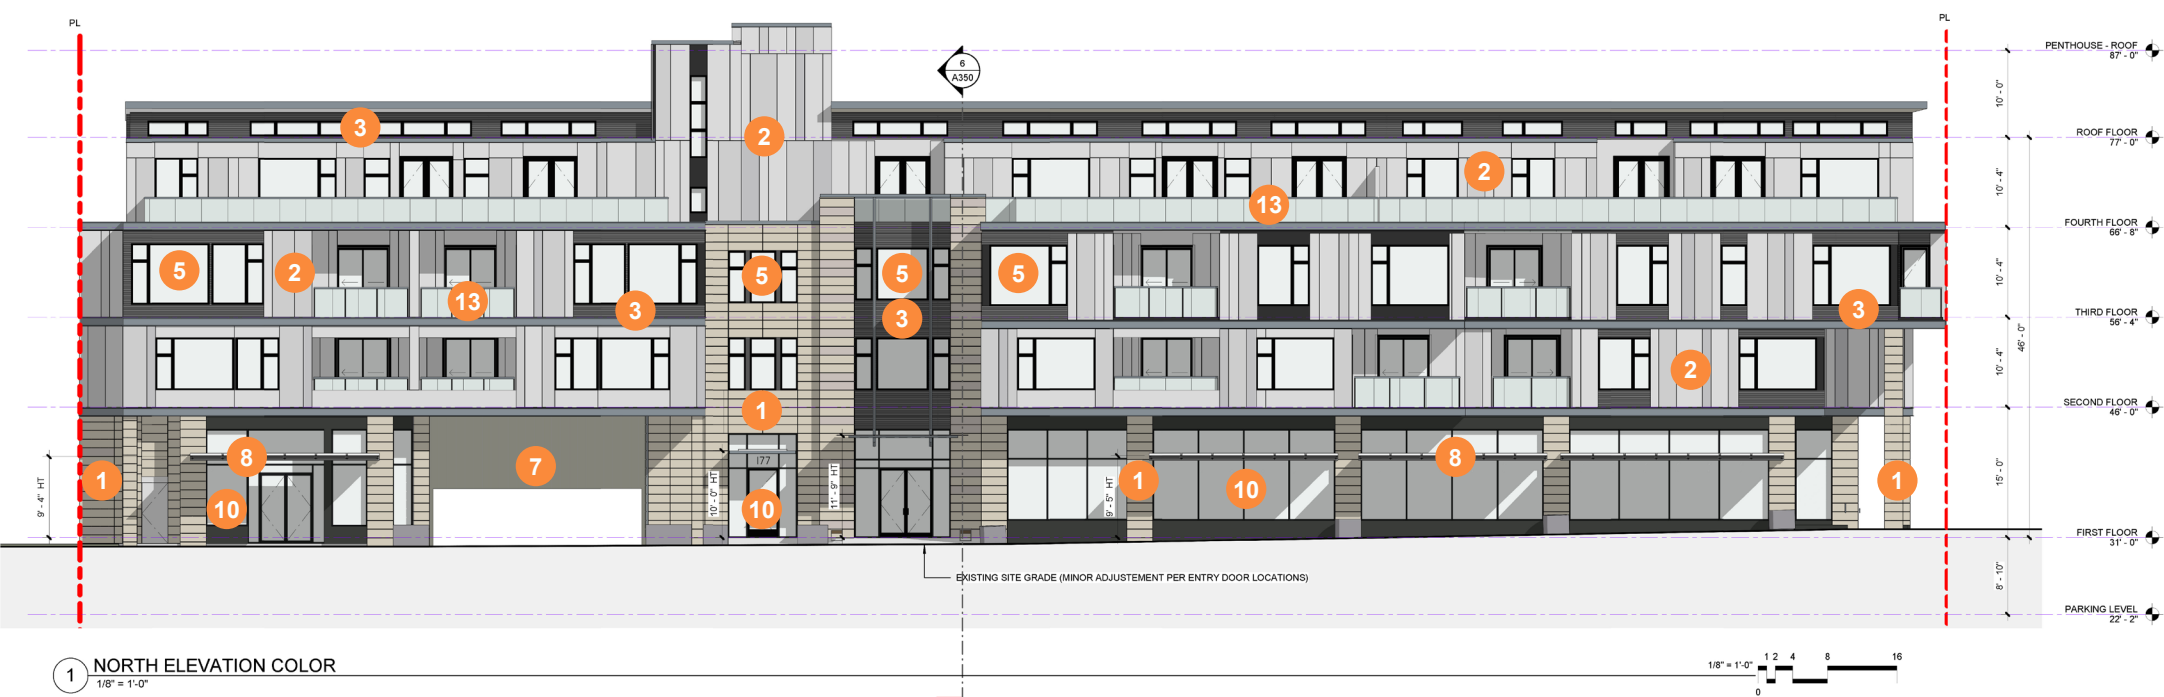 PL
PL
PENTHOUSE - ROOF
87' - 0"
6
A350
10' - 0"
3
2
ROOF FLOOR
77' - 0"
2
10' - 4"
13
FOURTH FLOOR
66' - 8"
5
2
5
5
5
10' - 4"
13
3
3
3
THIRD FLOOR
56' - 4"
46' - 0"
2
10' - 4"
1
SECOND FLOOR
46' - 0"
8
8
177
7
1
1
10
1
15' - 0"
9' - 4" HT
10' - 0" HT
11' - 9" HT
9' - 5" HT
10
10
FIRST FLOOR
31' - 0"
EXISTING SITE GRADE (MINOR ADJUSTEMENT PER ENTRY DOOR LOCATIONS)
8' - 10"
PARKING LEVEL
22' - 2"
1
NORTH ELEVATION COLOR
1/8" = 1'-0"
1/8" = 1'-0"
1 2 4 8 16
0